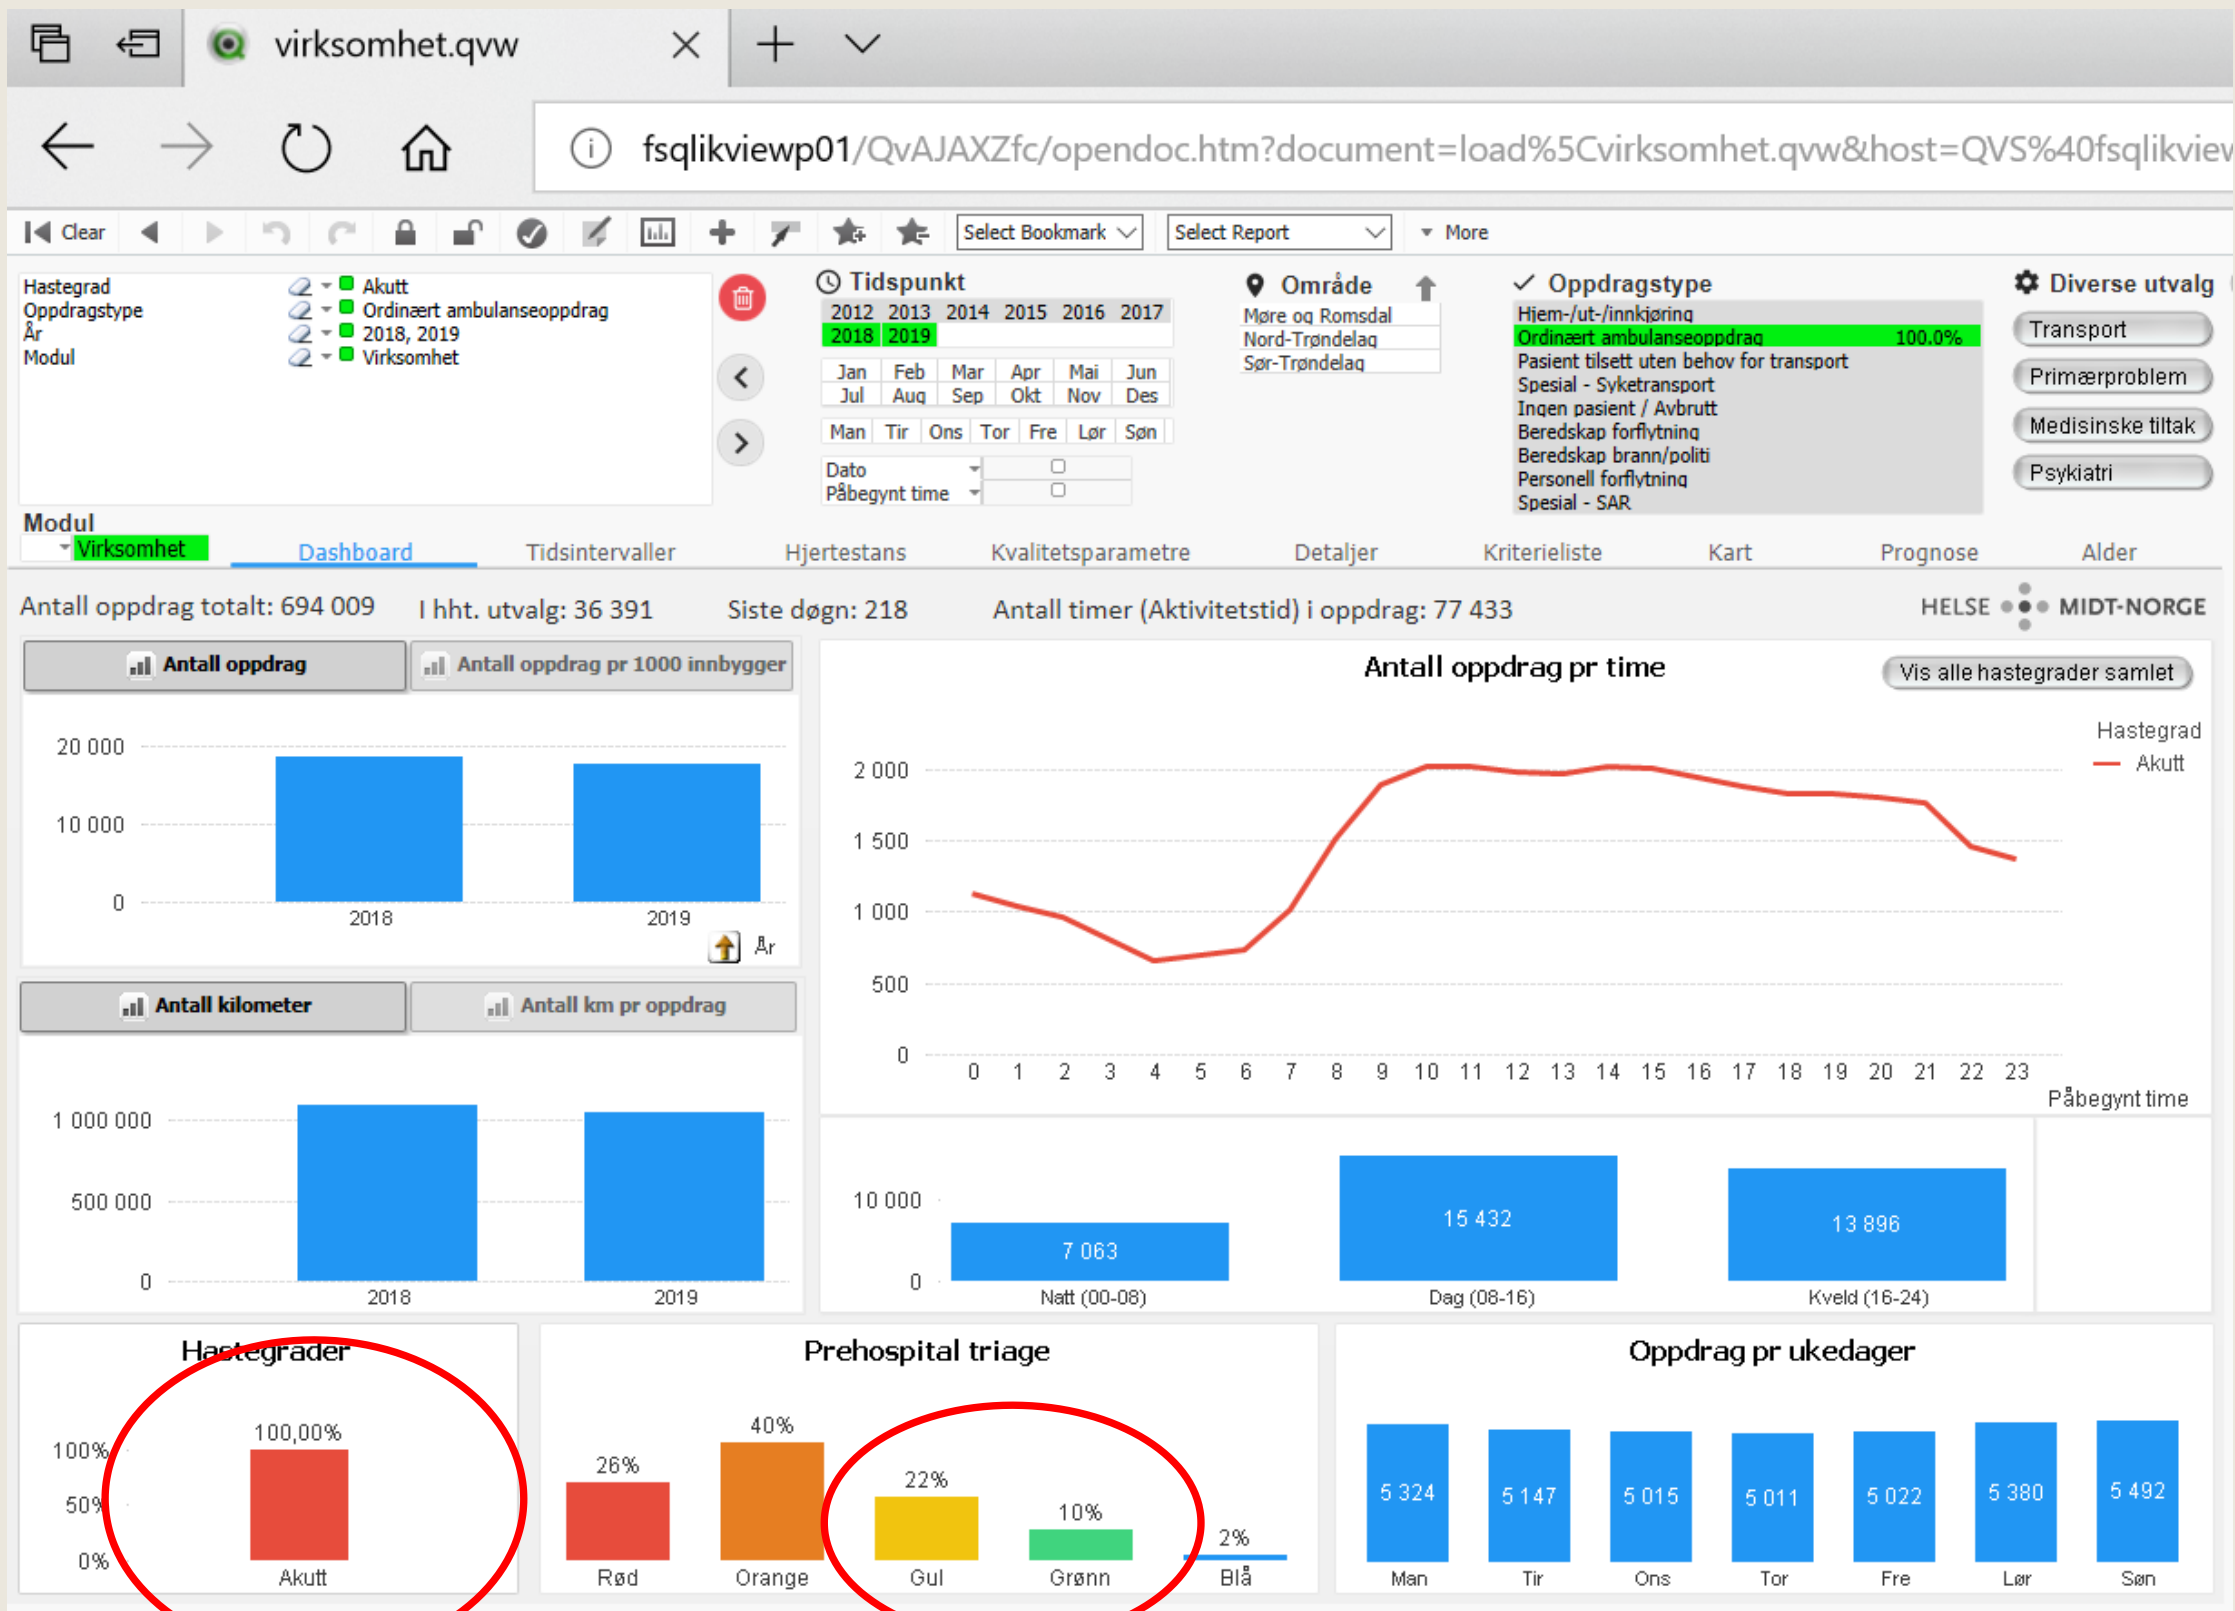 virksomhet.qvw
fsqlikviewp01/QvAJAXZfc/opendoc.htm?document=load%5Cvirksomhet.qvw&host=QVS%40fsqlikview
Clear
Select Bookmark
Select Report
More
Hastegrad Akutt
Oppdragstype Ordinært ambulanseoppdrag
År 2018, 2019
Modul Virksomhet
Tidspunkt
2012 2013 2014 2015 2016 2017
2018 2019
Jan Feb Mar Apr Mai Jun
Jul Aug Sep Okt Nov Des
Man Tir Ons Tor Fre Lør Søn
Dato
Påbegynt time
Område
Møre og Romsdal
Nord-Trøndelag
Sør-Trøndelag
Oppdragstype
Hjem-/ut-/innkjøring
Ordinært ambulanseoppdrag 100.0%
Pasient tilsett uten behov for transport
Spesial - Syketransport
Ingen pasient / Avbrutt
Beredskap forflytning
Beredskap brann/politi
Personell forflytning
Spesial - SAR
Diverse utvalg
Transport
Primærproblem
Medisinske tiltak
Psykiatri
Modul
Virksomhet
Dashboard Tidsintervaller Hjertestans Kvalitetsparametre Detaljer Kriterieliste Kart Prognose Alder
Antall oppdrag totalt: 694 009 I hht. utvalg: 36 391 Siste døgn: 218 Antall timer (Aktivitetstid) i oppdrag: 77 433
HELSE MIDT-NORGE
Antall oppdrag
Antall oppdrag pr 1000 innbygger
20 000
10 000
0
2018 2019
År
Antall oppdrag pr time
Vis alle hastegrader samlet
Hastegrad
Akutt
2 000
1 500
1 000
500
0
0 1 2 3 4 5 6 7 8 9 10 11 12 13 14 15 16 17 18 19 20 21 22 23
Påbegynt time
Antall kilometer
Antall km pr oppdrag
1 000 000
500 000
0
2018 2019
10 000
0
7 063 15 432 13 896
Natt (00-08) Dag (08-16) Kveld (16-24)
Hastegrader
100%
50%
0%
100,00%
Akutt
Prehospital triage
26% 40% 22% 10% 2%
Rød Orange Gul Grønn Blå
Oppdrag pr ukedager
5 324 5 147 5 015 5 011 5 022 5 380 5 492
Man Tir Ons Tor Fre Lør Søn